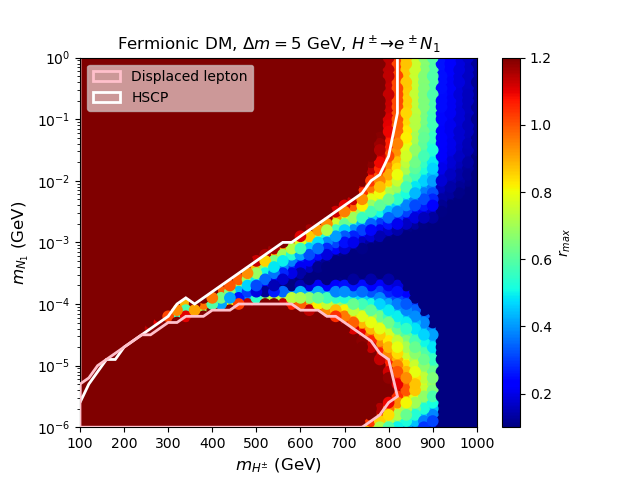 Fermionic DM, Δm = 5 GeV, H^±→e^±N_1
Displaced lepton
HSCP
10^0
10^−1
10^−2
10^−3
10^−4
10^−5
10^−6
m_{N_1} (GeV)
100 200 300 400 500 600 700 800 900 1000
m_{H^±} (GeV)
1.2
1.0
0.8
0.6
0.4
0.2
r_{max}